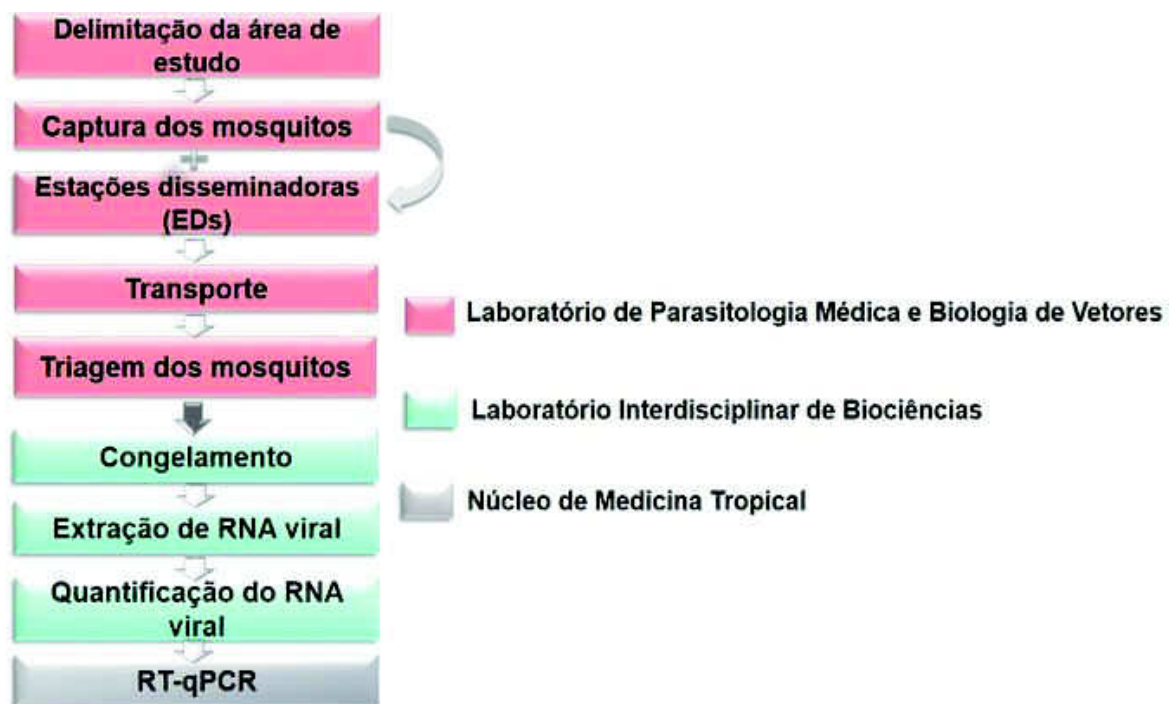 Delimitação da área de
estudo
Captura dos mosquitos
Estações disseminadoras
(EDs)
Transporte
Triagem dos mosquitos
Congelamento
Extração de RNA viral
Quantificação do RNA
viral
RT-qPCR
Laboratório de Parasitologia Médica e Biologia de Vetores
Laboratório Interdisciplinar de Biociências
Núcleo de Medicina Tropical